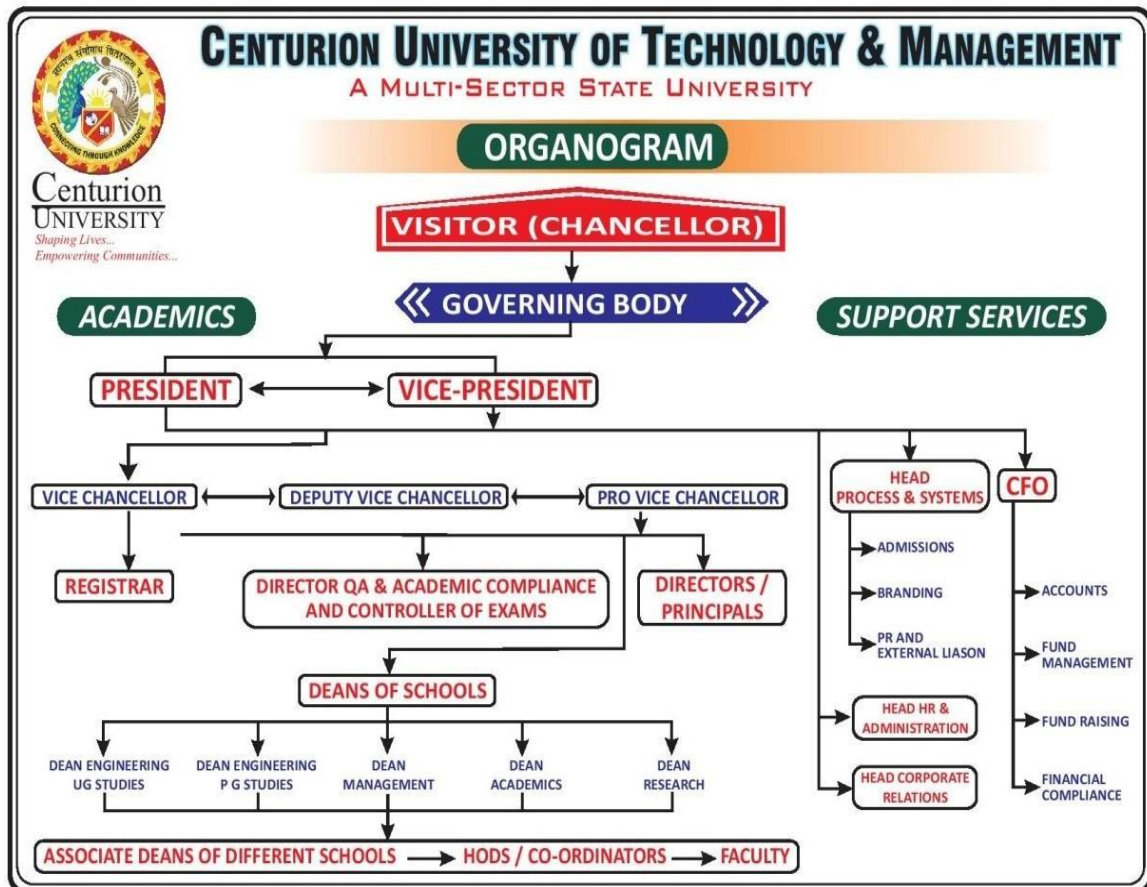 CENTURION UNIVERSITY OF TECHNOLOGY & MANAGEMENT
A MULTI-SECTOR STATE UNIVERSITY
CONNECTING THROUGH KNOWLEDGE
Centurion
UNIVERSITY
Shaping Lives...
Empowering Communities...
ORGANOGRAM
VISITOR (CHANCELLOR)
GOVERNING BODY
ACADEMICS
SUPPORT SERVICES
PRESIDENT
VICE-PRESIDENT
VICE CHANCELLOR
DEPUTY VICE CHANCELLOR
PRO VICE CHANCELLOR
HEAD
PROCESS & SYSTEMS
CFO
REGISTRAR
DIRECTOR QA & ACADEMIC COMPLIANCE
AND CONTROLLER OF EXAMS
DIRECTORS /
PRINCIPALS
ADMISSIONS
BRANDING
PR AND
EXTERNAL LIASON
ACCOUNTS
FUND
MANAGEMENT
FUND RAISING
FINANCIAL
COMPLIANCE
HEAD HR &
ADMINISTRATION
HEAD CORPORATE
RELATIONS
DEANS OF SCHOOLS
DEAN ENGINEERING
UG STUDIES
DEAN ENGINEERING
P G STUDIES
DEAN
MANAGEMENT
DEAN
ACADEMICS
DEAN
RESEARCH
ASSOCIATE DEANS OF DIFFERENT SCHOOLS
HODS / CO-ORDINATORS
FACULTY